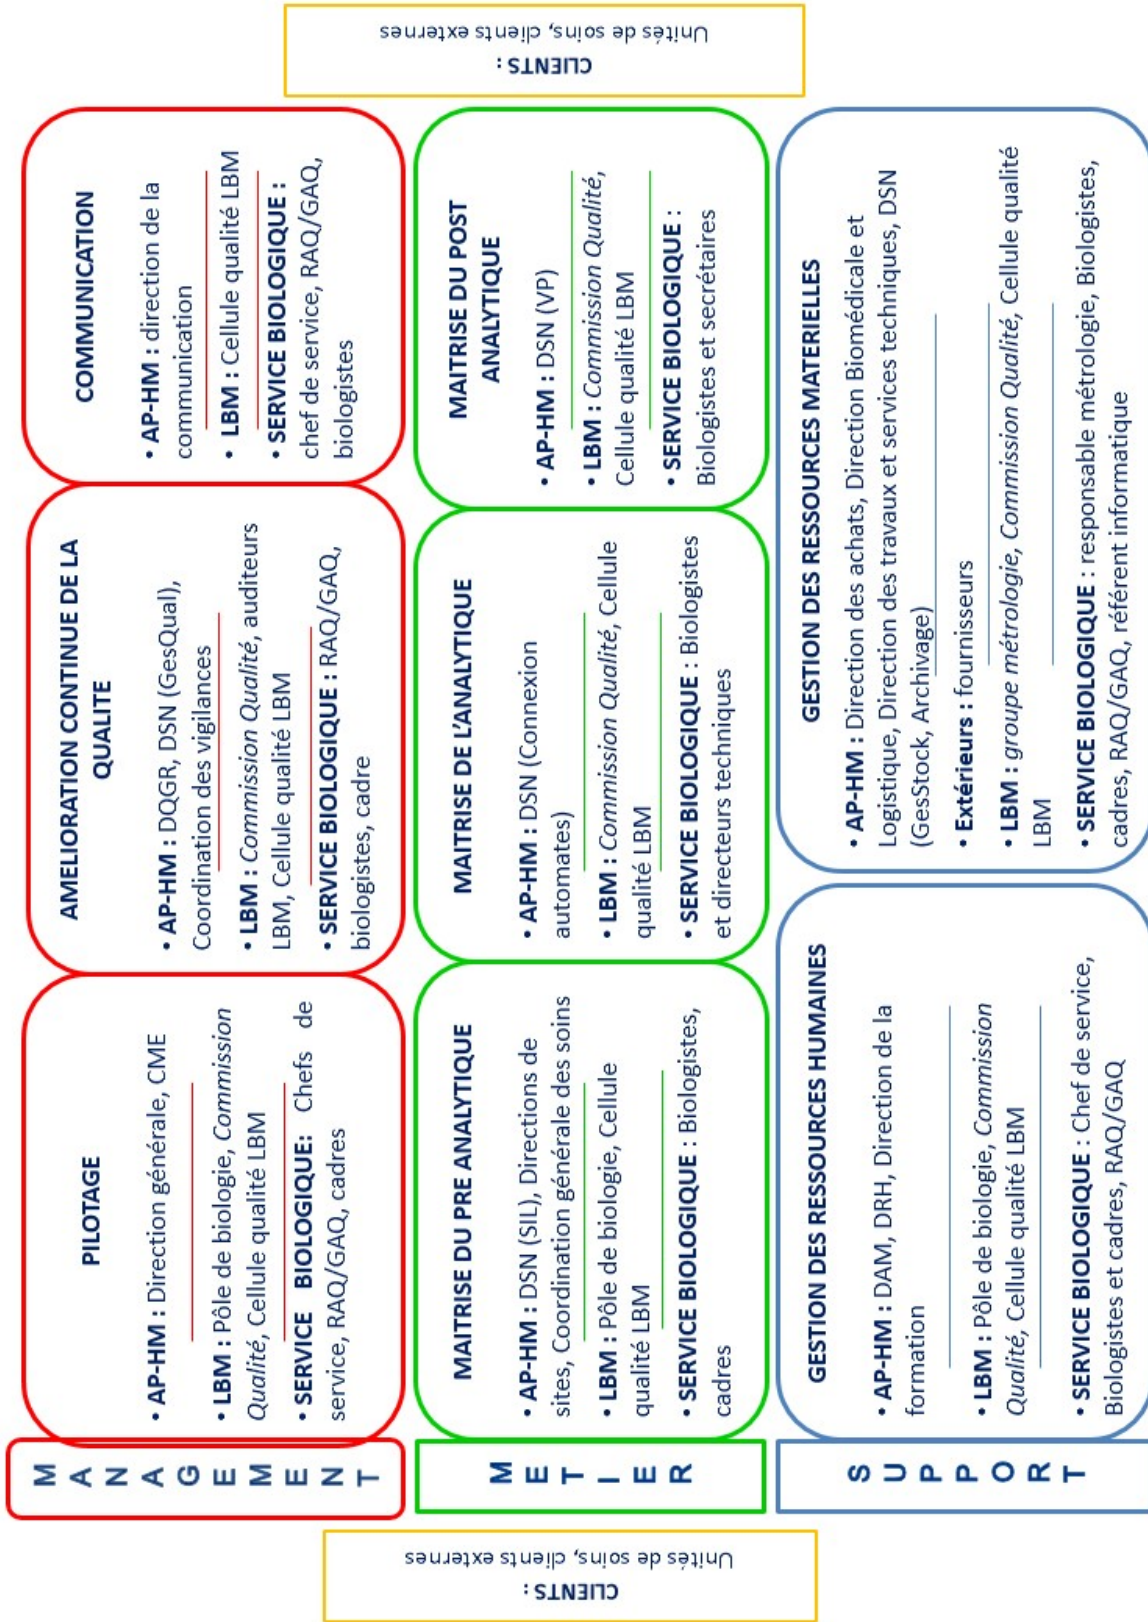 CLIENTS :
Unités de soins, clients externes
MANAGEMENT
PILOTAGE
• AP-HM : Direction générale, CME
• LBM : Pôle de biologie, Commission
Qualité, Cellule qualité LBM
• SERVICE BIOLOGIQUE: Chefs de
service, RAQ/GAQ, cadres
AMELIORATION CONTINUE DE LA
QUALITE
• AP-HM : DQGR, DSN (GesQual),
Coordination des vigilances
• LBM : Commission Qualité, auditeurs
LBM, Cellule qualité LBM
• SERVICE BIOLOGIQUE : RAQ/GAQ,
biologistes, cadre
COMMUNICATION
• AP-HM : direction de la
communication
• LBM : Cellule qualité LBM
• SERVICE BIOLOGIQUE :
chef de service, RAQ/GAQ,
biologistes
METIER
MAITRISE DU PRE ANALYTIQUE
• AP-HM : DSN (SIL), Directions de
sites, Coordination générale des soins
• LBM : Pôle de biologie, Cellule
qualité LBM
• SERVICE BIOLOGIQUE : Biologistes,
cadres
MAITRISE DE L'ANALYTIQUE
• AP-HM : DSN (Connexion
automates)
• LBM : Commission Qualité, Cellule
qualité LBM
• SERVICE BIOLOGIQUE : Biologistes
et directeurs techniques
MAITRISE DU POST
ANALYTIQUE
• AP-HM : DSN (VP)
• LBM : Commission Qualité,
Cellule qualité LBM
• SERVICE BIOLOGIQUE :
Biologistes et secrétaires
SUPPORT
GESTION DES RESSOURCES HUMAINES
• AP-HM : DAM, DRH, Direction de la
formation
• LBM : Pôle de biologie, Commission
Qualité, Cellule qualité LBM
• SERVICE BIOLOGIQUE : Chef de service,
Biologistes et cadres, RAQ/GAQ
GESTION DES RESSOURCES MATERIELLES
• AP-HM : Direction des achats, Direction Biomédicale et
Logistique, Direction des travaux et services techniques, DSN
(GesStock, Archivage)
• Extérieurs : fournisseurs
• LBM : groupe métrologie, Commission Qualité, Cellule qualité
LBM
• SERVICE BIOLOGIQUE : responsable métrologie, Biologistes,
cadres, RAQ/GAQ, référent informatique
CLIENTS :
Unités de soins, clients externes